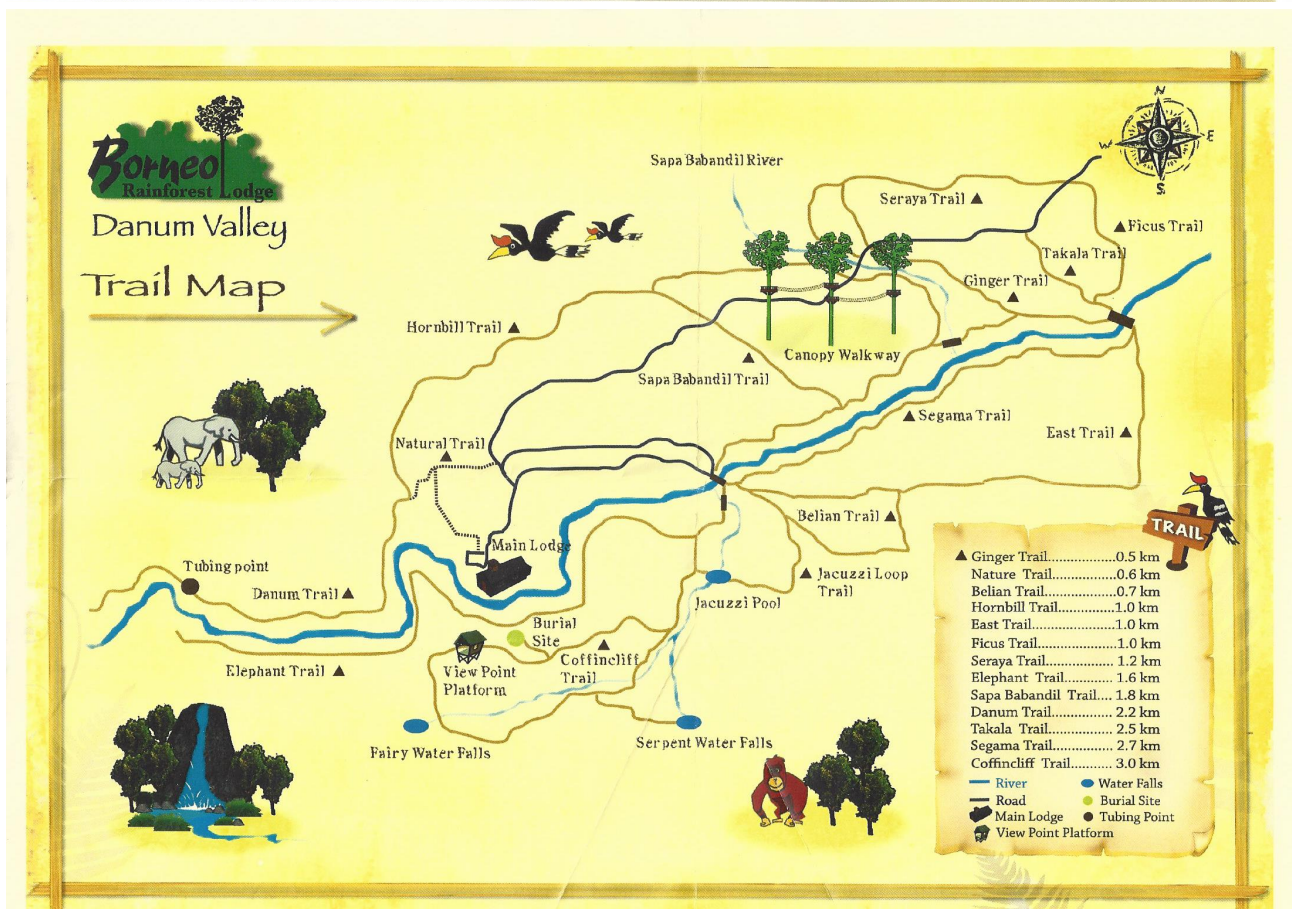 Borneo
Rainforest Lodge
Danum Valley
Trail Map
N
W
E
S
Sapa Babandil River
Seraya Trail
Ficus Trail
Takala Trail
Ginger Trail
Hornbill Trail
Canopy Walkway
Sapa Babandil Trail
Segama Trail
East Trail
Natural Trail
Belian Trail
Main Lodge
TRAIL
Tubing point
Danum Trail
Jacuzzi Loop
Trail
Jacuzzi Pool
Burial
Site
Elephant Trail
View Point
Platform
Coffincliff
Trail
Fairy Water Falls
Serpent Water Falls
Ginger Trail..................0.5 km
Nature Trail..................0.6 km
Belian Trail..................0.7 km
Hornbill Trail................1.0 km
East Trail.....................1.0 km
Ficus Trail................... 1.0 km
Seraya Trail................. 1.2 km
Elephant Trail............. 1.6 km
Sapa Babandil Trail.... 1.8 km
Danum Trail................ 2.2 km
Takala Trail................. 2.5 km
Segama Trail................ 2.7 km
Coffincliff Trail........... 3.0 km
River
Water Falls
Road
Burial Site
Main Lodge
Tubing Point
View Point Platform